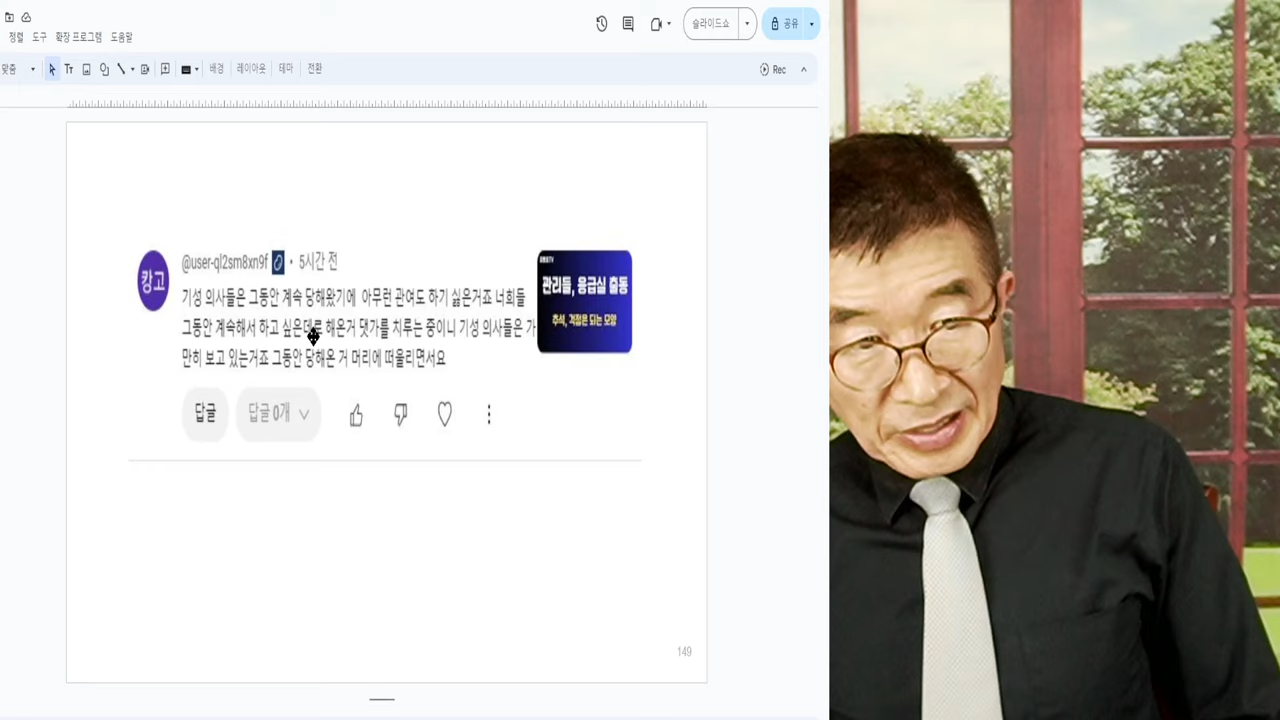 정렬 도구 확장 프로그램 도움말
슬라이드쇼
공유
맞춤
Tт
배경 레이아웃 테마 전환
Rec
캉고
@user-ql2sm8xn9f • 5시간 전
기성 의사들은 그동안 계속 당해왔기에 아무런 관여도 하기 싫은거죠 너희들
그동안 계속해서 하고 싶은데로 해온거 댓가를 치루는 중이니 기성 의사들은 가
만히 보고 있는거죠 그동안 당해온 거 머리에 떠올리면서요
관리들, 응급실 출동
추석, 걱정은 되는 모양
답글 답글 0개
149